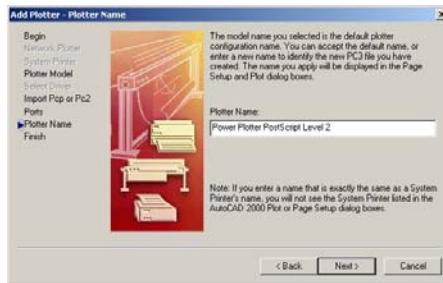 Add Plotter - Plotter Name
Begin
Network Plotter
System Printer
Plotter Model
Select Driver
Import Pcp or Pc2
Ports
Plotter Name
Finish
The model name you selected is the default plotter
configuration name. You can accept the default name, or
enter a new name to identify the new PC3 file you have
created. The name you apply will be displayed in the Page
Setup and Plot dialog boxes.
Plotter Name:
Power Plotter PostScript Level 2
Note: If you enter a name that is exactly the same as a System
Printer's name, you will not see the System Printer listed in the
AutoCAD 2000 Plot or Page Setup dialog boxes.
< Back
Next >
Cancel